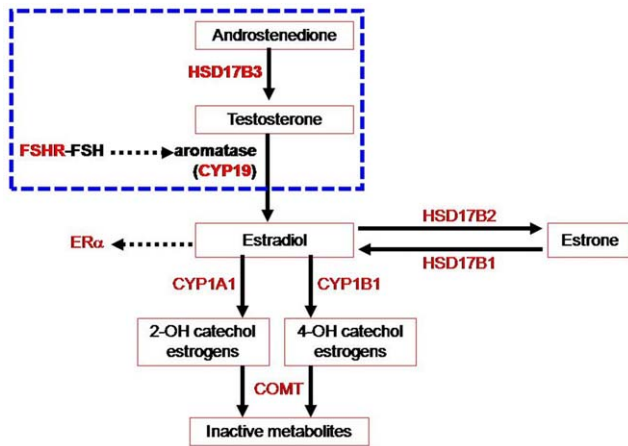 Androstenedione
HSD17B3
Testosterone
FSHR-FSH
aromatase
(CYP19)
HSD17B2
ERα
Estradiol
Estrone
HSD17B1
CYP1A1
CYP1B1
2-OH catechol
estrogens
4-OH catechol
estrogens
COMT
Inactive metabolites